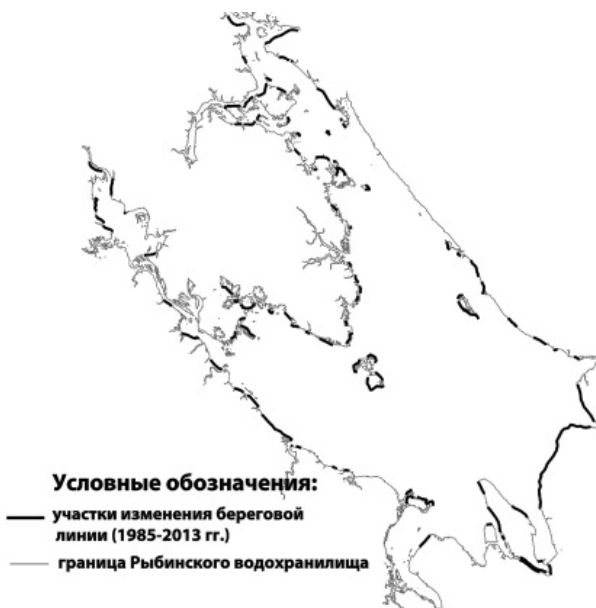 Условные обозначения:
участки изменения береговой
линии (1985-2013 гг.)
граница Рыбинского водохранилища